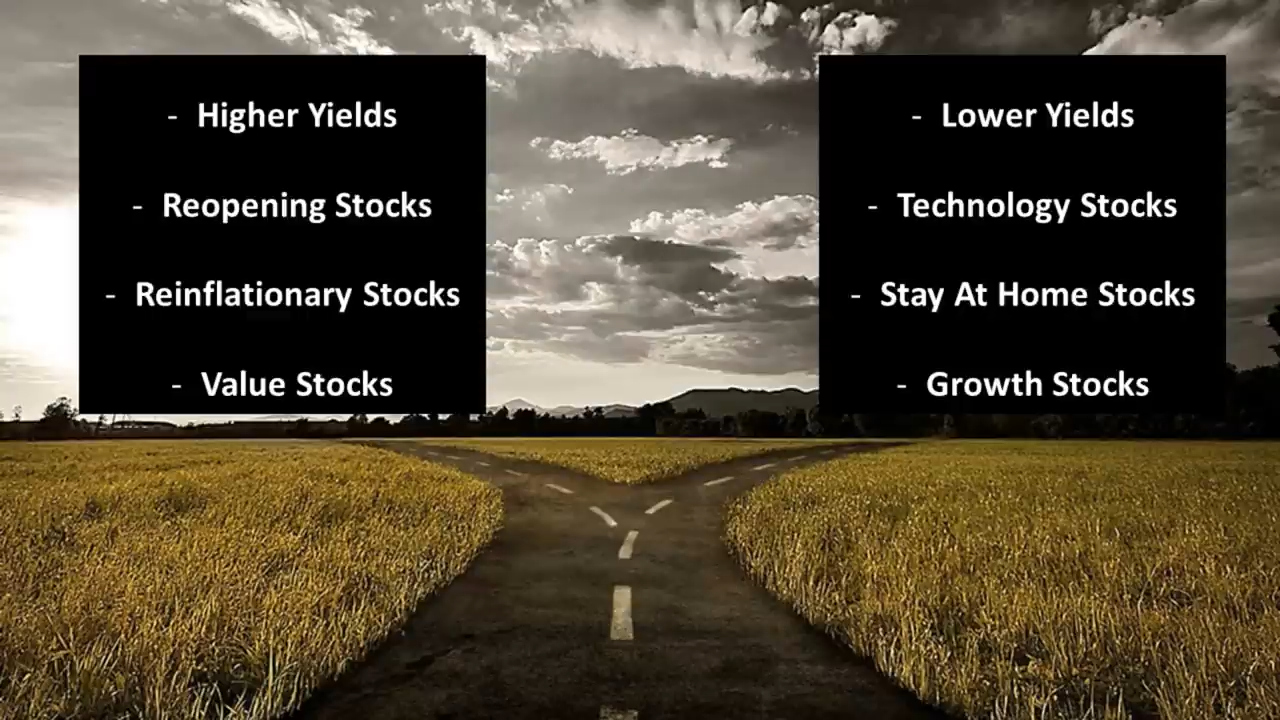 - Higher Yields
- Reopening Stocks
- Reinflationary Stocks
- Value Stocks
- Lower Yields
- Technology Stocks
- Stay At Home Stocks
- Growth Stocks